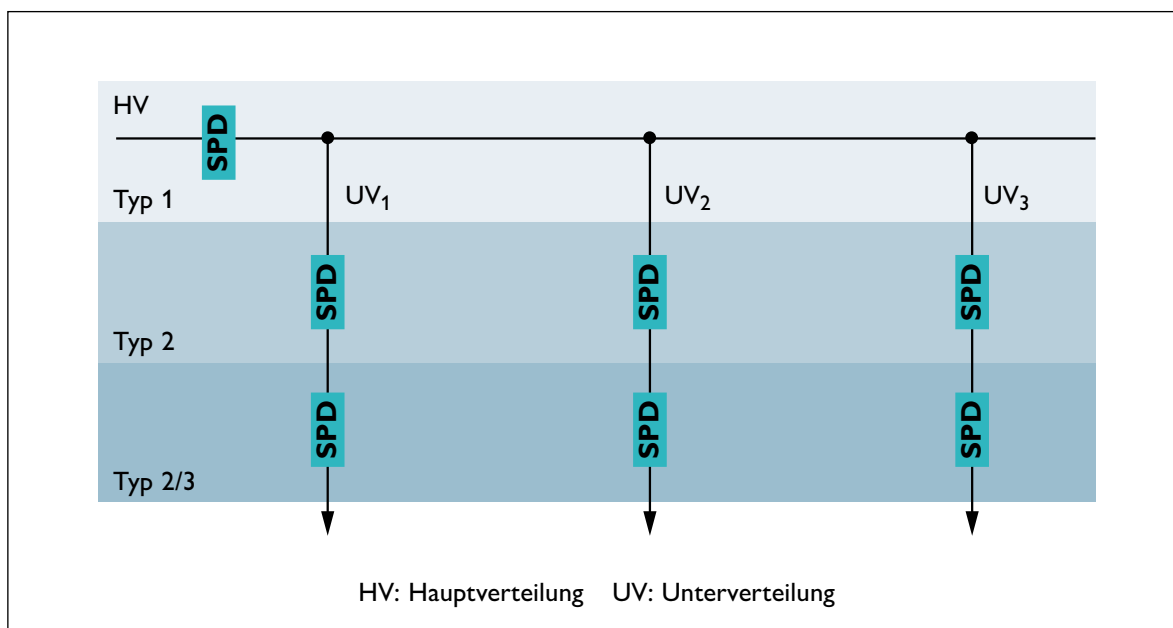 HV
SPD
Typ 1
UV₁
UV₂
UV₃
SPD
SPD
SPD
Typ 2
SPD
SPD
SPD
Typ 2/3
HV: Hauptverteilung UV: Unterverteilung